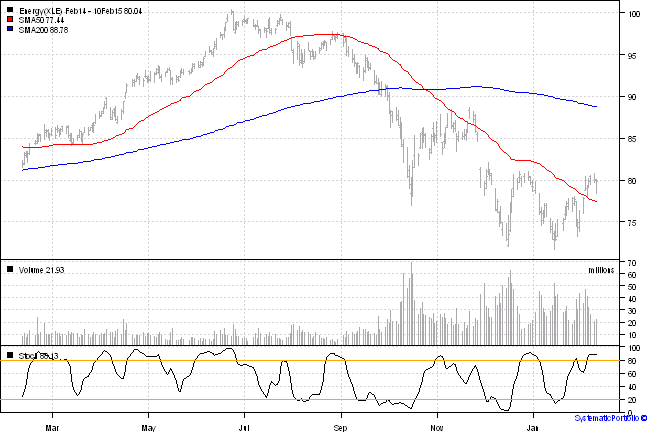 Energy(XLE) Feb14 - 10Feb15 80.04
SMA50 77.44
SMA200 88.78
100
95
90
85
80
75
Volume 21.93
millions
70
60
50
40
30
20
10
Stoch 89.13
100
80
60
40
20
0
Mar
May
Jul
Sep
Nov
Jan
SystematicPortfolio ©